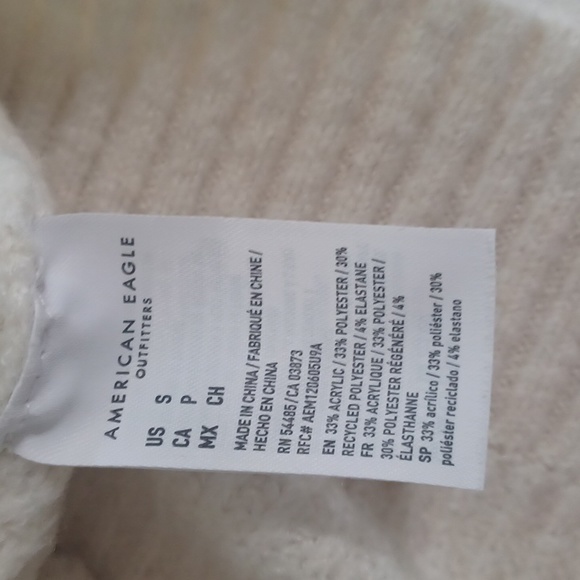 AMERICAN EAGLE
OUTFITTERS
US S
CA P
MX CH
MADE IN CHINA / FABRIQUÉ EN CHINE /
HECHO EN CHINA
RN 54485/CA 03873
RFC# AEM120605U9A
EN 33% ACRYLIC / 33% POLYESTER / 30%
RECYCLED POLYESTER / 4% ELASTANE
FR 33% ACRYLIQUE / 33% POLYESTER /
30% POLYESTER RÉGÉNÉRÉ / 4%
ÉLASTHANNE
SP 33% acrílico / 33% poliéster / 30%
poliéster reciclado / 4% elastano